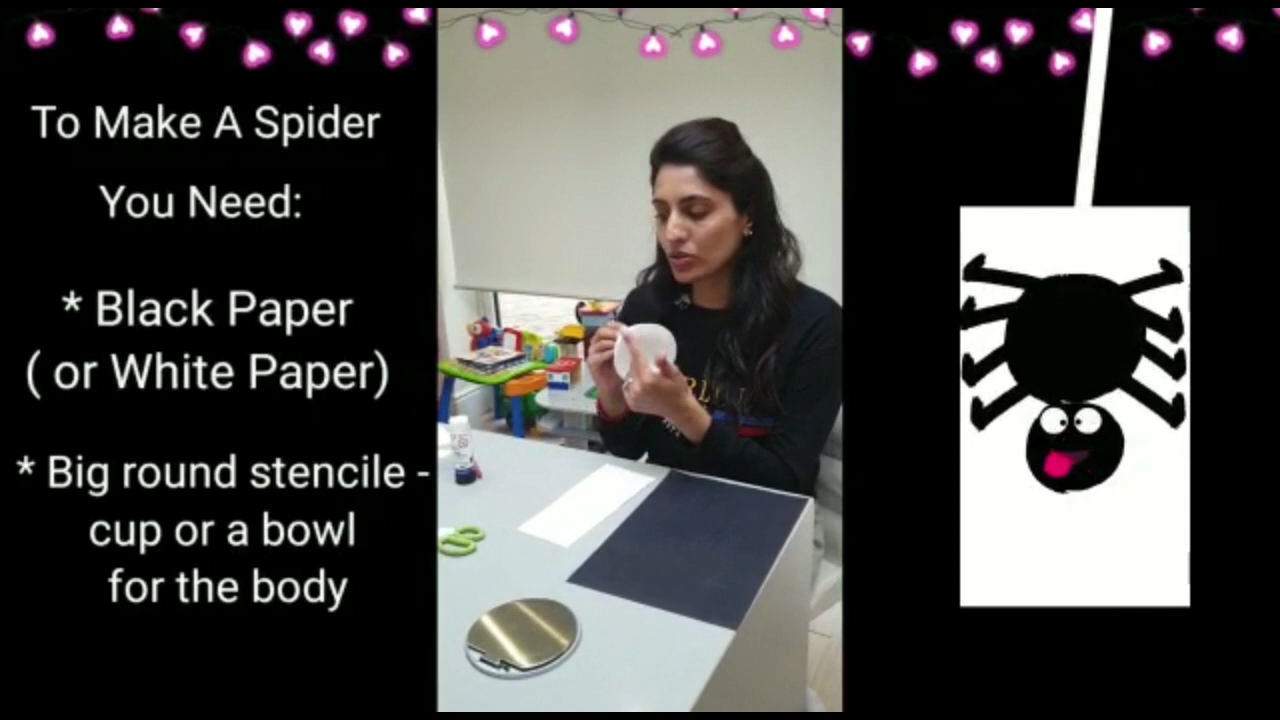 To Make A Spider
You Need:
* Black Paper
( or White Paper)
* Big round stencile -
cup or a bowl
for the body